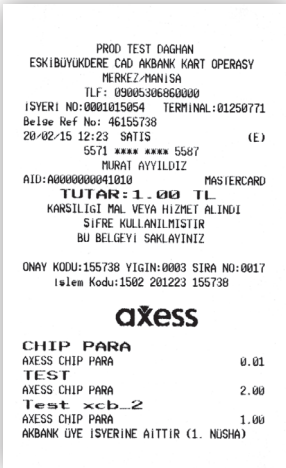 PROD TEST DAGHAN
ESKİBÜYÜKDERE CAD AKBANK KART OPERASY
MERKEZ/MANİSA
TLF: 09005306860000
İŞYERİ NO:0001015054 TERMİNAL:01250771
Belge Ref No: 46155738
20/02/15 12:23 SATIŞ (E)
5571 **** **** 5587
MURAT AYYILDIZ
AID:A0000000041010 MASTERCARD
TUTAR:1.00 TL
KARŞILIĞI MAL VEYA HİZMET ALINDI
ŞİFRE KULLANILMIŞTIR
BU BELGEYİ SAKLAYINIZ
ONAY KODU:155738 YIGIN:0003 SIRA NO:0017
İşlem Kodu:1502 201223 155738
axess
CHIP PARA
AXESS CHIP PARA 0.01
TEST
AXESS CHIP PARA 2.00
Test xcb_2
AXESS CHIP PARA 1.00
AKBANK ÜYE İŞYERİNE AİTTİR (1. NÜSHA)